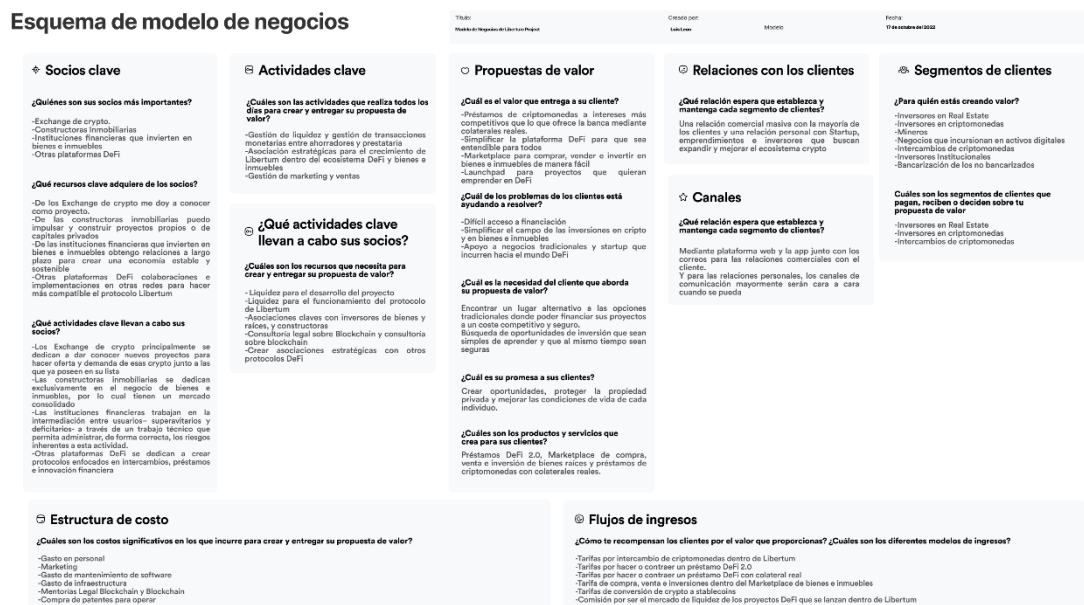 Esquema de modelo de negocios
Título:
Modelo de Negocios de Libertum Project
Creado por:
Luis Leon
Modelo
Fecha:
17 de octubre del 2022
Socios clave
¿Quiénes son sus socios más importantes?
-Exchange de crypto.
-Constructoras Inmobiliarias
-Instituciones financieras que invierten en
bienes e inmuebles
-Otras plataformas DeFi
¿Qué recursos clave adquiere de los socios?
-De los Exchange de crypto me doy a conocer
como proyecto.
-De las constructoras inmobiliarias puedo
impulsar y construir proyectos propios o de
capitales privados
-De las instituciones financieras que invierten en
bienes e inmuebles obtengo relaciones a largo
plazo para crear una economía estable y
sostenible
-Otras plataformas DeFi colaboraciones e
implementaciones en otras redes para hacer
más compatible el protocolo Libertum
¿Qué actividades clave llevan a cabo sus
socios?
-Los Exchange de crypto principalmente se
dedican a dar conocer nuevos proyectos para
hacer oferta y demanda de esas crypto junto a las
que ya poseen en su lista
-Las constructoras inmobiliarias se dedican
exclusivamente en el negocio de bienes e
inmuebles, por lo cual tienen un mercado
consolidado
-Las instituciones financieras trabajan en la
intermediación entre usuarios- superavitarios y
deficitarios- a través de un trabajo técnico que
permita administrar, de forma correcta, los riesgos
inherentes a esta actividad.
-Otras plataformas DeFi se dedican a crear
protocolos enfocados en intercambios, préstamos
e innovación financiera
Actividades clave
¿Cuáles son las actividades que realiza todos los
días para crear y entregar su propuesta de
valor?
-Gestión de liquidez y gestión de transacciones
monetarias entre ahorradores y prestataria
-Asociación estratégicas para el crecimiento de
Libertum dentro del ecosistema DeFi y bienes e
inmuebles
-Gestión de marketing y ventas
¿Qué actividades clave
llevan a cabo sus socios?
¿Cuáles son los recursos que necesita para
crear y entregar su propuesta de valor?
- Liquidez para el desarrollo del proyecto
-Liquidez para el funcionamiento del protocolo
de Libertum
-Asociaciones claves con inversores de bienes y
raíces, y constructoras
-Consultoría legal sobre Blockchain y consultoría
sobre blockchain
-Crear asociaciones estratégicas con otros
protocolos DeFi
Propuestas de valor
¿Cuál es el valor que entrega a su cliente?
-Préstamos de criptomonedas a intereses más
competitivos que lo que ofrece la banca mediante
colaterales reales.
-Simplificar la plataforma DeFi para que sea
entendible para todos
-Marketplace para comprar, vender e invertir en
bienes e inmuebles de manera fácil
-Launchpad para proyectos que quieran
emprender en DeFi
¿Cuál de los problemas de los clientes está
ayudando a resolver?
-Difícil acceso a financiación
-Simplificar el campo de las inversiones en cripto
y en bienes e inmuebles
-Apoyo a negocios tradicionales y startup que
incurren hacia el mundo DeFi
¿Cuál es la necesidad del cliente que aborda
su propuesta de valor?
Encontrar un lugar alternativo a las opciones
tradicionales donde poder financiar sus proyectos
a un coste competitivo y seguro.
Búsqueda de oportunidades de inversión que sean
simples de aprender y que al mismo tiempo sean
seguras
¿Cuál es su promesa a sus clientes?
Crear oportunidades, proteger la propiedad
privada y mejorar las condiciones de vida de cada
individuo.
¿Cuáles son los productos y servicios que
crea para sus clientes?
Préstamos DeFi 2.0, Marketplace de compra,
venta e inversión de bienes raíces y préstamos de
criptomonedas con colaterales reales.
Relaciones con los clientes
¿Qué relación espera que establezca y
mantenga cada segmento de clientes?
Una relación comercial masiva con la mayoría de
los clientes y una relación personal con Startup,
emprendimientos e inversores que buscan
expandir y mejorar el ecosistema crypto
Canales
¿Qué relación espera que establezca y
mantenga cada segmento de clientes?
Mediante plataforma web y la app junto con los
correos para las relaciones comerciales con el
cliente.
Y para las relaciones personales, los canales de
comunicación mayormente serán cara a cara
cuando se pueda
Segmentos de clientes
¿Para quién estás creando valor?
-Inversores en Real Estate
-Inversores en criptomonedas
-Mineros
-Negocios que incursionan en activos digitales
-Intercambios de criptomonedas
-Inversores Institucionales
-Bancarización de los no bancarizados
Cuáles son los segmentos de clientes que
pagan, reciben o deciden sobre tu
propuesta de valor
-Inversores en Real Estate
-Inversores en criptomonedas
-Intercambios de criptomonedas
Estructura de costo
¿Cuáles son los costos significativos en los que incurre para crear y entregar su propuesta de valor?
-Gasto en personal
-Marketing
-Gasto de mantenimiento de software
-Gasto de infraestructura
-Mentorias Legal Blockchain y Blockchain
-Compra de patentes para operar
Flujos de ingresos
¿Cómo te recompensan los clientes por el valor que proporcionas? ¿Cuáles son los diferentes modelos de ingresos?
-Tarifas por intercambio de criptomonedas dentro de Libertum
-Tarifas por hacer o contraer un préstamo DeFi 2.0
-Tarifas por hacer o contraer un préstamo DeFi con colateral real
-Tarifa de compra, venta e inversiones dentro del Marketplace de bienes e inmuebles
-Tarifas de conversión de crypto a stablecoins
-Comisión por ser el mercado de liquidez de los proyectos DeFi que se lanzan dentro de Libertum